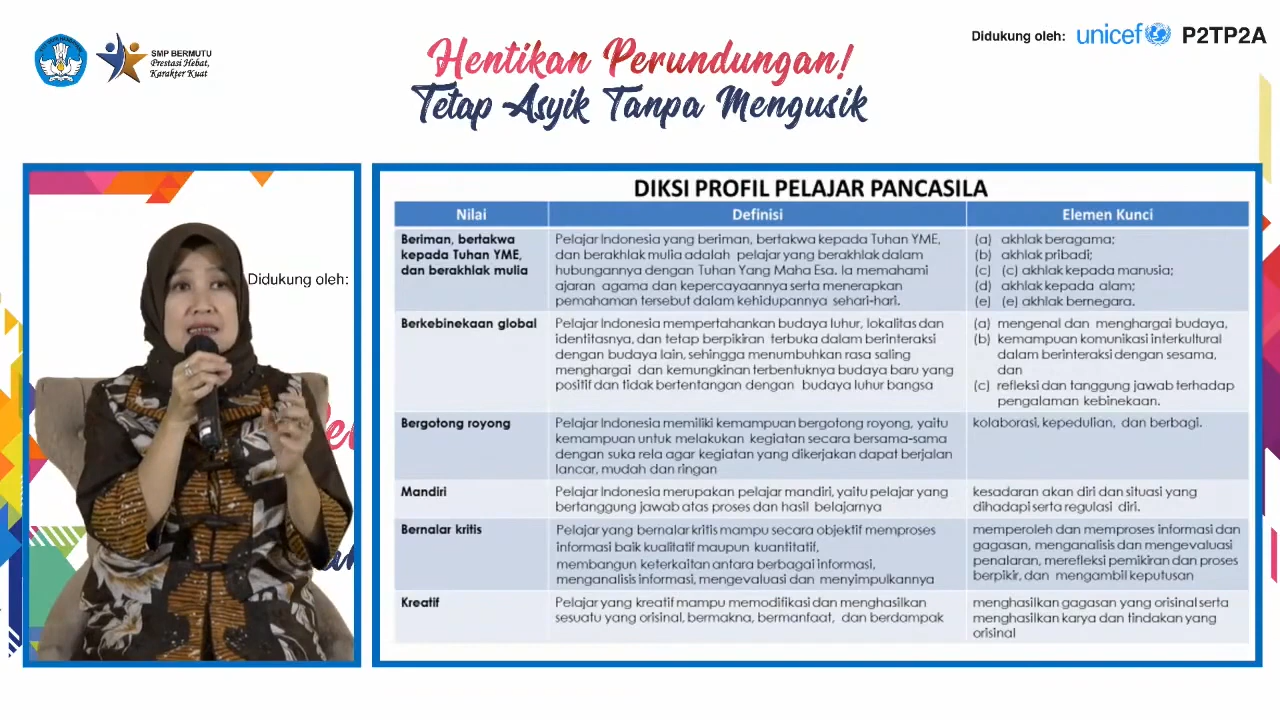 SMP BERMUTU
Prestasi Hebat,
Karakter Kuat
Hentikan Perundungan!
Tetap Asyik Tanpa Mengusik
Didukung oleh: unicef P2TP2A
Didukung oleh:
DIKSI PROFIL PELAJAR PANCASILA
Nilai Definisi Elemen Kunci
Beriman, bertakwa
kepada Tuhan YME,
dan berakhlak mulia
Pelajar Indonesia yang beriman, bertakwa kepada Tuhan YME,
dan berakhlak mulia adalah pelajar yang berakhlak dalam
hubungannya dengan Tuhan Yang Maha Esa. Ia memahami
ajaran agama dan kepercayaannya serta menerapkan
pemahaman tersebut dalam kehidupannya sehari-hari.
(a) akhlak beragama;
(b) akhlak pribadi;
(c) (c) akhlak kepada manusia;
(d) akhlak kepada alam;
(e) (e) akhlak bernegara.
Berkebinekaan global
Pelajar Indonesia mempertahankan budaya luhur, lokalitas dan
identitasnya, dan tetap berpikiran terbuka dalam berinteraksi
dengan budaya lain, sehingga menumbuhkan rasa saling
menghargai dan kemungkinan terbentuknya budaya baru yang
positif dan tidak bertentangan dengan budaya luhur bangsa
(a) mengenal dan menghargai budaya,
(b) kemampuan komunikasi interkultural
dalam berinteraksi dengan sesama,
dan
(c) refleksi dan tanggung jawab terhadap
pengalaman kebinekaan.
Bergotong royong
Pelajar Indonesia memiliki kemampuan bergotong royong, yaitu
kemampuan untuk melakukan kegiatan secara bersama-sama
dengan suka rela agar kegiatan yang dikerjakan dapat berjalan
lancar, mudah dan ringan
kolaborasi, kepedulian, dan berbagi.
Mandiri
Pelajar Indonesia merupakan pelajar mandiri, yaitu pelajar yang
bertanggung jawab atas proses dan hasil belajarnya
kesadaran akan diri dan situasi yang
dihadapi serta regulasi diri.
Bernalar kritis
Pelajar yang bernalar kritis mampu secara objektif memproses
informasi baik kualitatif maupun kuantitatif,
membangun keterkaitan antara berbagai informasi,
menganalisis informasi, mengevaluasi dan menyimpulkannya
memperoleh dan memproses informasi dan
gagasan, menganalisis dan mengevaluasi
penalaran, merefleksi pemikiran dan proses
berpikir, dan mengambil keputusan
Kreatif
Pelajar yang kreatif mampu memodifikasi dan menghasilkan
sesuatu yang orisinal, bermakna, bermanfaat, dan berdampak
menghasilkan gagasan yang orisinal serta
menghasilkan karya dan tindakan yang
orisinal